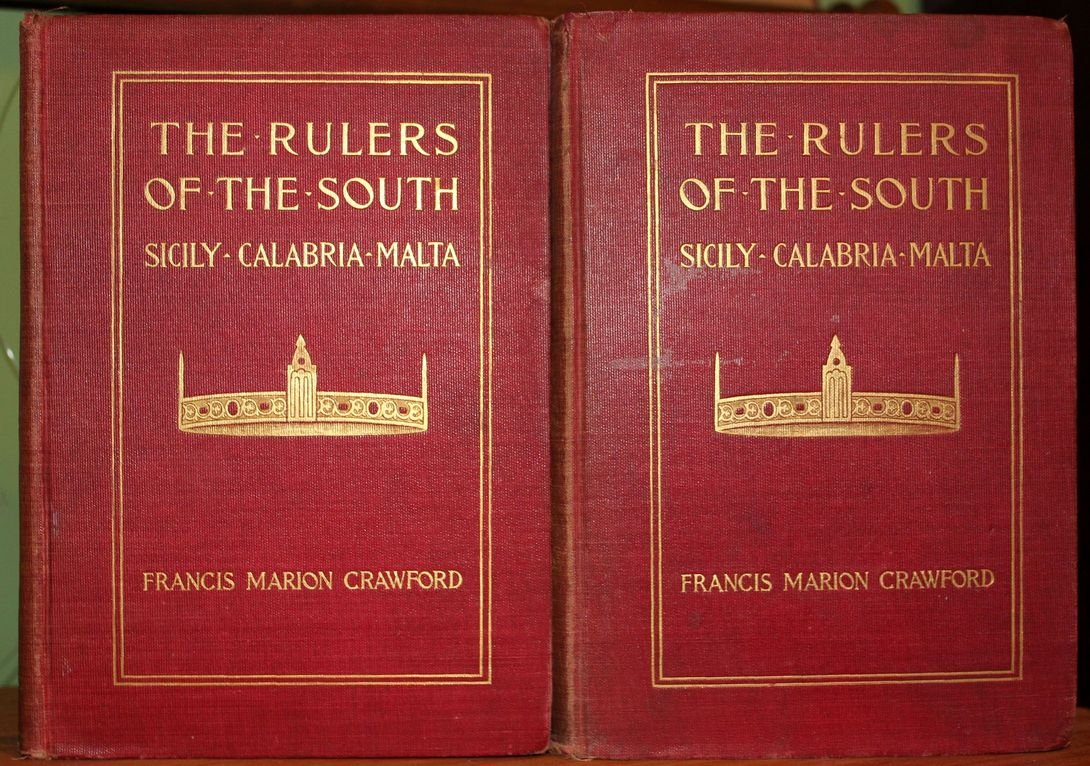 THE·RULERS
OF·THE·SOUTH
SICILY·CALABRIA·MALTA
FRANCIS MARION CRAWFORD
THE·RULERS
OF·THE·SOUTH
SICILY·CALABRIA·MALTA
FRANCIS MARION CRAWFORD